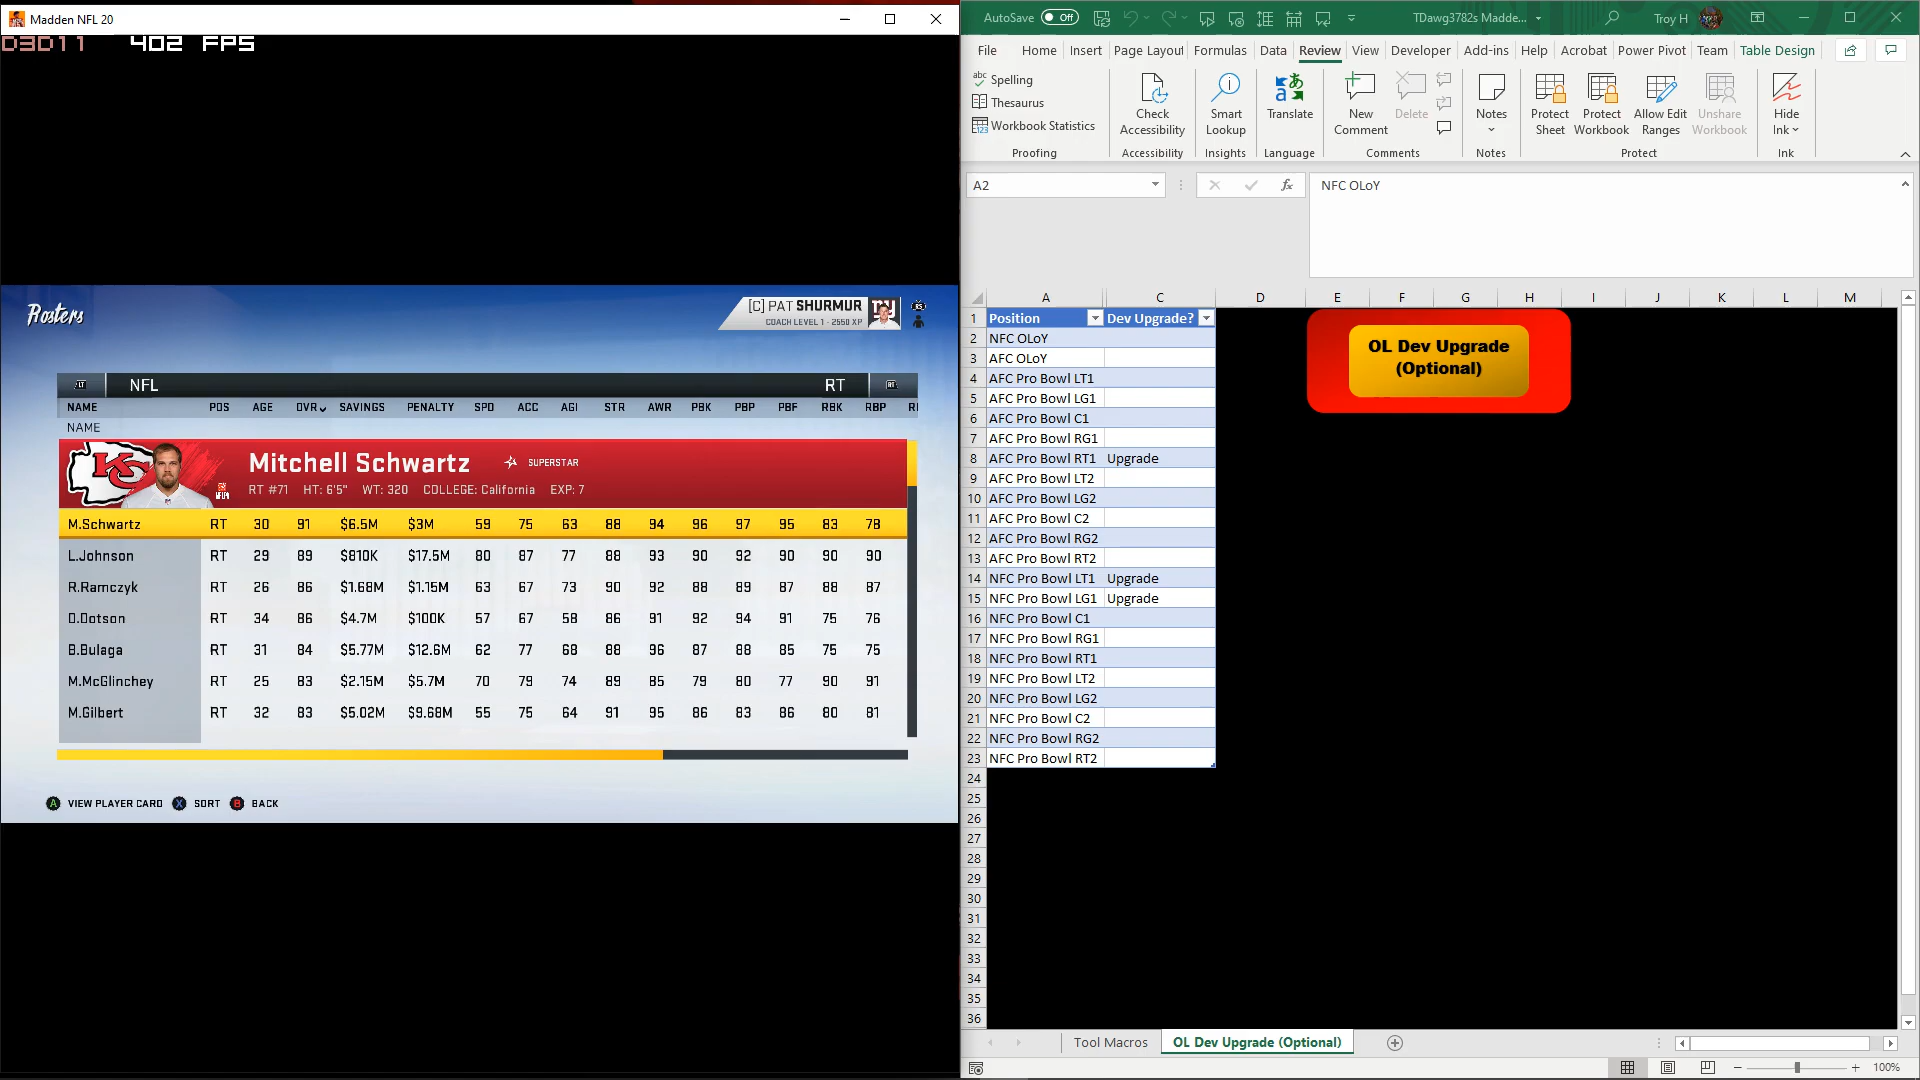 Madden NFL 20
D3D11 402 FPS
Rosters
[C] PAT SHURMUR
COACH LEVEL 1 - 2550 XP
RS
LT NFL RT RT
NAME POS AGE OVR SAVINGS PENALTY SPD ACC AGI STR AWR PBK PBP PBF RBK RBP
NAME
Mitchell Schwartz SUPERSTAR
RT #71 HT: 6'5" WT: 320 COLLEGE: California EXP: 7
M.Schwartz RT 30 91 $6.5M $3M 59 75 63 88 94 96 97 95 83 78
L.Johnson RT 29 89 $810K $17.5M 80 87 77 88 93 90 92 90 90 90
R.Ramczyk RT 26 86 $1.68M $1.15M 63 67 73 90 92 88 89 87 88 87
D.Dotson RT 34 86 $4.7M $100K 57 67 58 86 91 92 94 91 75 76
B.Bulaga RT 31 84 $5.77M $12.6M 62 77 68 88 96 87 88 85 75 75
M.McGlinchey RT 25 83 $2.15M $5.7M 70 79 74 89 85 79 80 77 90 91
M.Gilbert RT 32 83 $5.02M $9.68M 55 75 64 91 95 86 83 86 80 81
A VIEW PLAYER CARD X SORT B BACK
AutoSave Off TDawg3782s Madde... Troy H
File Home Insert Page Layout Formulas Data Review View Developer Add-ins Help Acrobat Power Pivot Team Table Design
Spelling
Thesaurus
Workbook Statistics
Proofing
Check Accessibility
Accessibility
Smart Lookup
Insights
Translate
Language
New Comment
Delete
Comments
Notes
Notes
Protect Sheet
Protect Workbook
Allow Edit Ranges
Unshare Workbook
Protect
Hide Ink
Ink
A2 fx NFC OLoY
A C D E F G H I J K L M
1 Position Dev Upgrade?
2 NFC OLoY
3 AFC OLoY
4 AFC Pro Bowl LT1
5 AFC Pro Bowl LG1
6 AFC Pro Bowl C1
7 AFC Pro Bowl RG1
8 AFC Pro Bowl RT1 Upgrade
9 AFC Pro Bowl LT2
10 AFC Pro Bowl LG2
11 AFC Pro Bowl C2
12 AFC Pro Bowl RG2
13 AFC Pro Bowl RT2
14 NFC Pro Bowl LT1 Upgrade
15 NFC Pro Bowl LG1 Upgrade
16 NFC Pro Bowl C1
17 NFC Pro Bowl RG1
18 NFC Pro Bowl RT1
19 NFC Pro Bowl LT2
20 NFC Pro Bowl LG2
21 NFC Pro Bowl C2
22 NFC Pro Bowl RG2
23 NFC Pro Bowl RT2
24
25
26
27
28
29
30
31
32
33
34
35
36
OL Dev Upgrade
(Optional)
Tool Macros OL Dev Upgrade (Optional)
100%